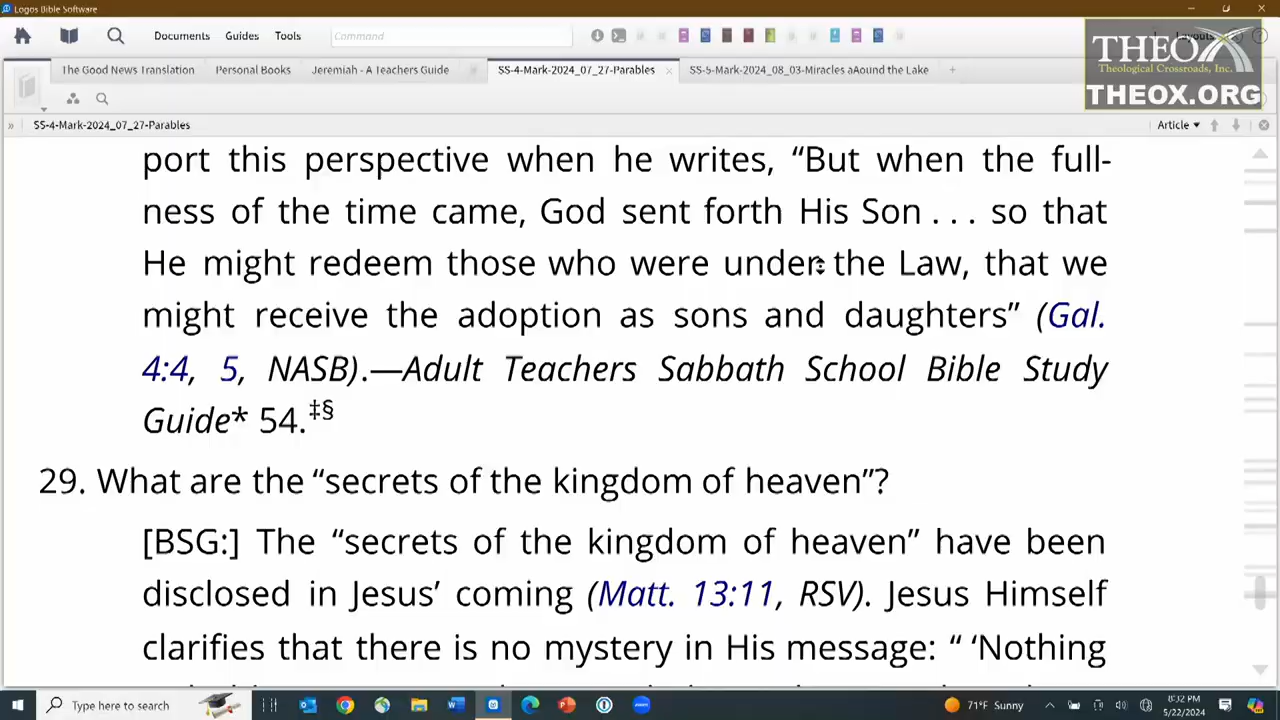 Logos Bible Software
Documents Guides Tools Command Layouts
THEOX
Theological Crossroads, Inc.
THEOX.ORG
The Good News Translation Personal Books Jeremiah - A Teac SS-4-Mark-2024_07_27-Parables × SS-5-Mark-2024_08_03-Miracles aAound the Lake +
» SS-4-Mark-2024_07_27-Parables Article
port this perspective when he writes, “But when the full-
ness of the time came, God sent forth His Son . . . so that
He might redeem those who were under the Law, that we
might receive the adoption as sons and daughters” (Gal.
4:4, 5, NASB).—Adult Teachers Sabbath School Bible Study
Guide* 54.‡§
29. What are the “secrets of the kingdom of heaven”?
[BSG:] The “secrets of the kingdom of heaven” have been
disclosed in Jesus’ coming (Matt. 13:11, RSV). Jesus Himself
clarifies that there is no mystery in His message: “ ‘Nothing
Type here to search 71°F Sunny 8:32 PM
5/22/2024